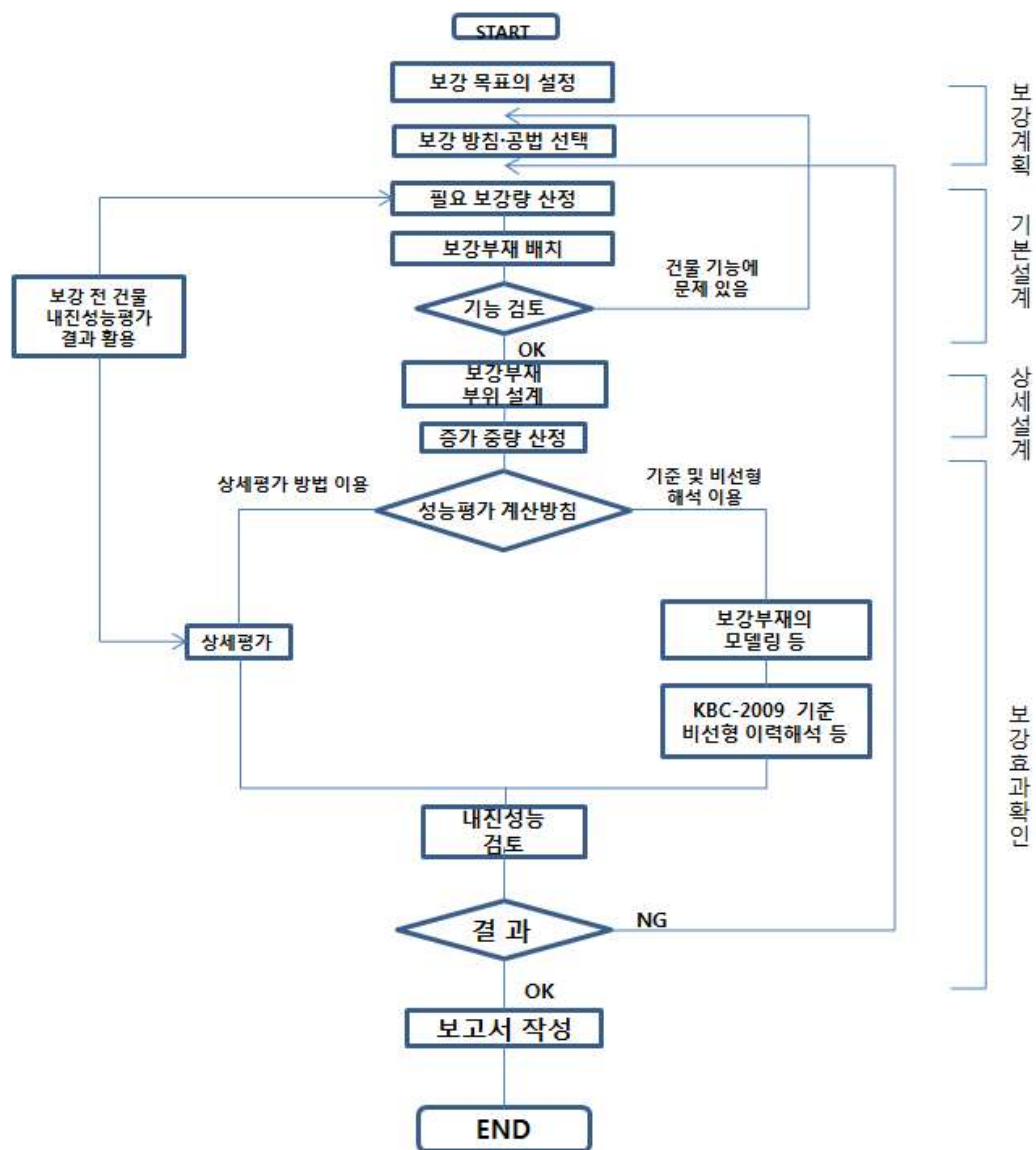 START
보강 목표의 설정
보강 방침·공법 선택
필요 보강량 산정
보강부재 배치
기능 검토
건물 기능에
문제 있음
보강 전 건물
내진성능평가
결과 활용
OK
보강부재
부위 설계
증가 중량 산정
성능평가 계산방침
상세평가 방법 이용
기준 및 비선형
해석 이용
상세평가
보강부재의
모델링 등
KBC-2009 기준
비선형 이력해석 등
내진성능
검토
결 과
NG
OK
보고서 작성
END
보강계획
기본설계
상세설계
보강효과확인